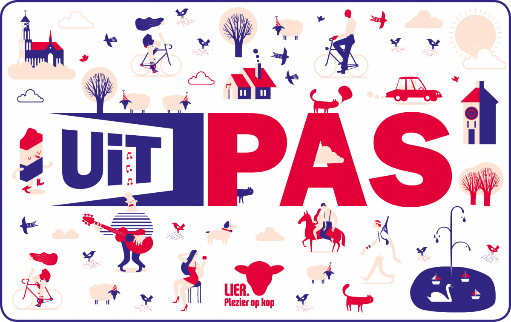 UiT PAS
LIER.
Plezier op kop